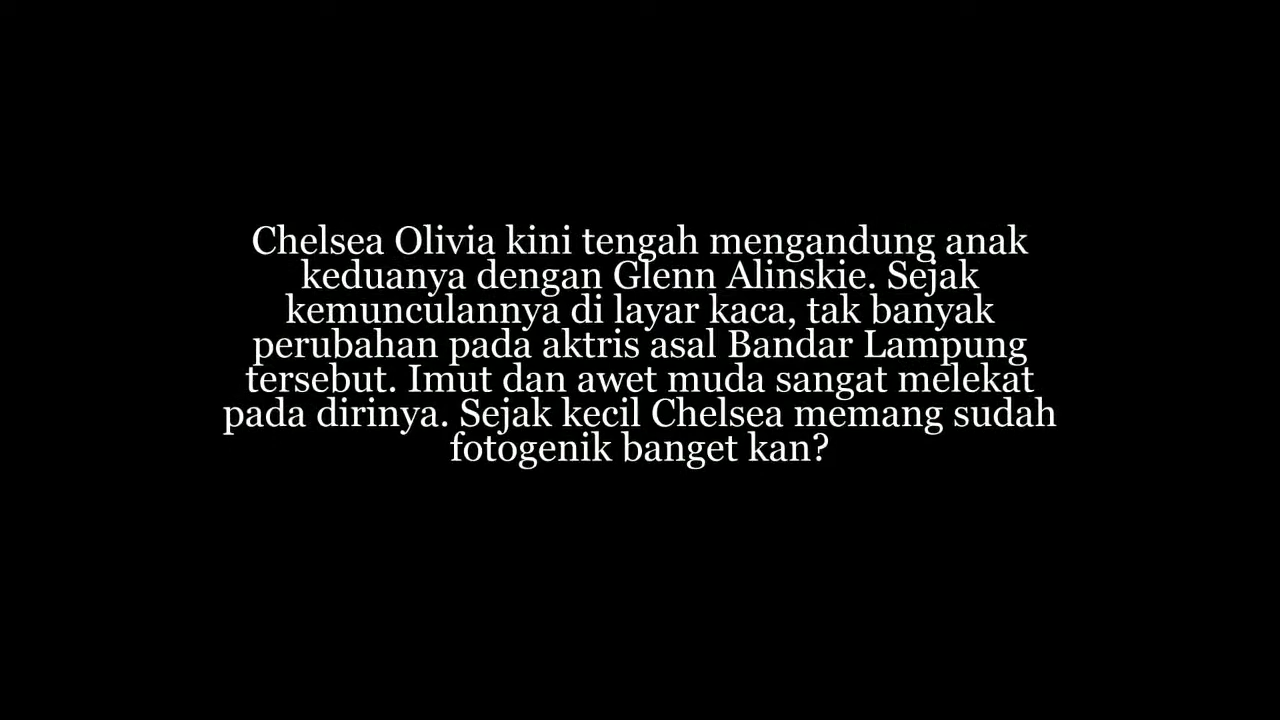 Chelsea Olivia kini tengah mengandung anak
keduanya dengan Glenn Alinskie. Sejak
kemunculannya di layar kaca, tak banyak
perubahan pada aktris asal Bandar Lampung
tersebut. Imut dan awet muda sangat melekat
pada dirinya. Sejak kecil Chelsea memang sudah
fotogenik banget kan?